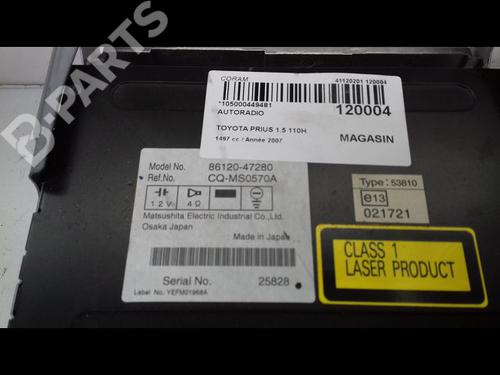 B-PARTS
CORAM
41120201 120004
*105000449481
AUTORADIO
120004
TOYOTA PRIUS 1.5 110H
1497 cc / Année 2007
MAGASIN
Model No. 86120-47280
Ref.No. CQ-MS0570A
12V 4Ω
Matsushita Electric Industrial Co.,Ltd.
Osaka Japan
Made in Japan
Serial No. 25828
Label No. YEFM01968A
Type: 53810
e13
021721
CLASS 1
LASER PRODUCT